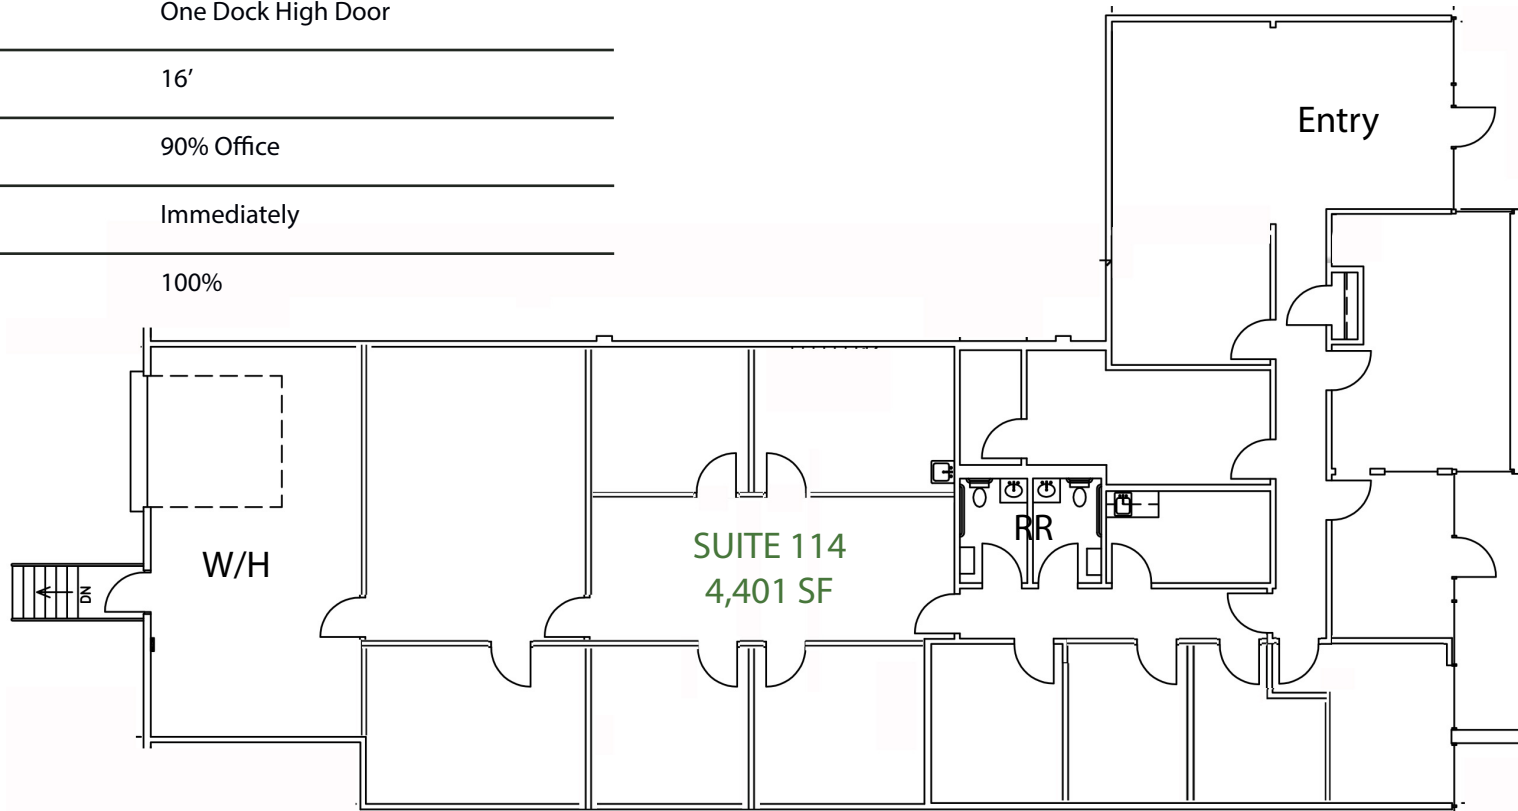 One Dock High Door
16’
90% Office
Immediately
100%
Entry
SUITE 114
4,401 SF
RR
W/H
DN